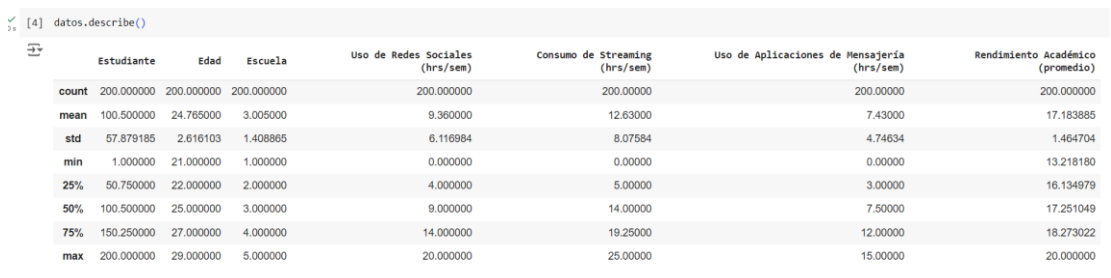 [4] datos.describe()
Estudiante Edad Escuela Uso de Redes Sociales (hrs/sem) Consumo de Streaming (hrs/sem) Uso de Aplicaciones de Mensajería (hrs/sem) Rendimiento Académico (promedio)
count 200.000000 200.000000 200.000000 200.000000 200.00000 200.00000 200.000000
mean 100.500000 24.765000 3.005000 9.360000 12.63000 7.43000 17.183885
std 57.879185 2.616103 1.408865 6.116984 8.07584 4.74634 1.464704
min 1.000000 21.000000 1.000000 0.000000 0.00000 0.00000 13.218180
25% 50.750000 22.000000 2.000000 4.000000 5.00000 3.00000 16.134979
50% 100.500000 25.000000 3.000000 9.000000 14.00000 7.50000 17.251049
75% 150.250000 27.000000 4.000000 14.000000 19.25000 12.00000 18.273022
max 200.000000 29.000000 5.000000 20.000000 25.00000 15.00000 20.000000